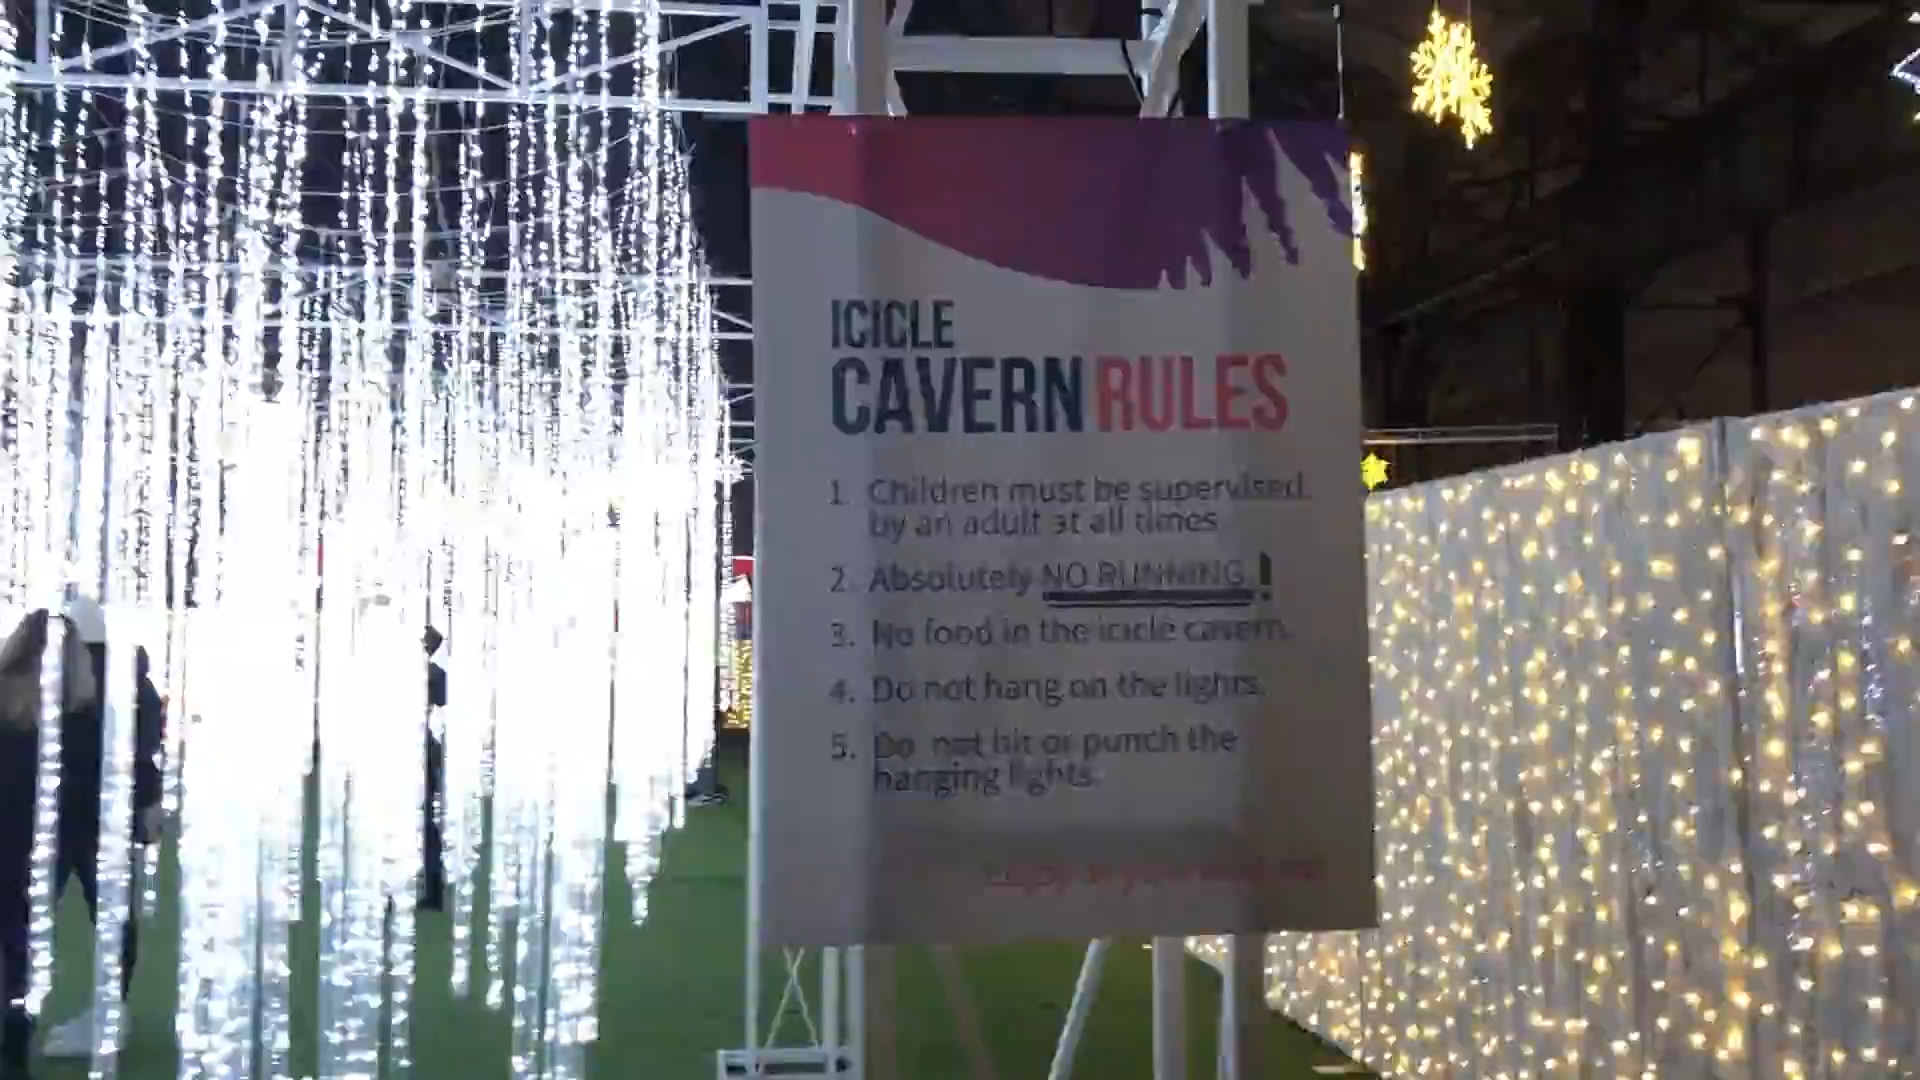 ICICLE
CAVERN RULES
1. Children must be supervised
by an adult at all times
2. Absolutely NO RUNNING!
3. No food in the icicle cavern.
4. Do not hang on the lights.
5. Do not hit or punch the
hanging lights.